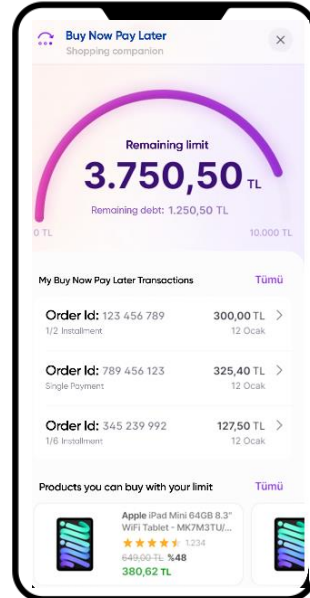 Buy Now Pay Later
Shopping companion
Remaining limit
3.750,50 TL
Remaining debt: 1.250,50 TL
0 TL
10.000 TL
My Buy Now Pay Later Transactions
Tümü
Order Id: 123 456 789
300,00 TL
1/2 Installment
12 Ocak
Order Id: 789 456 123
325,40 TL
Single Payment
12 Ocak
Order Id: 345 239 992
127,50 TL
1/6 Installment
12 Ocak
Products you can buy with your limit
Tümü
Apple iPad Mini 64GB 8.3"
WiFi Tablet - MK7M3TU/...
1.234
649,00 TL %48
380,62 TL